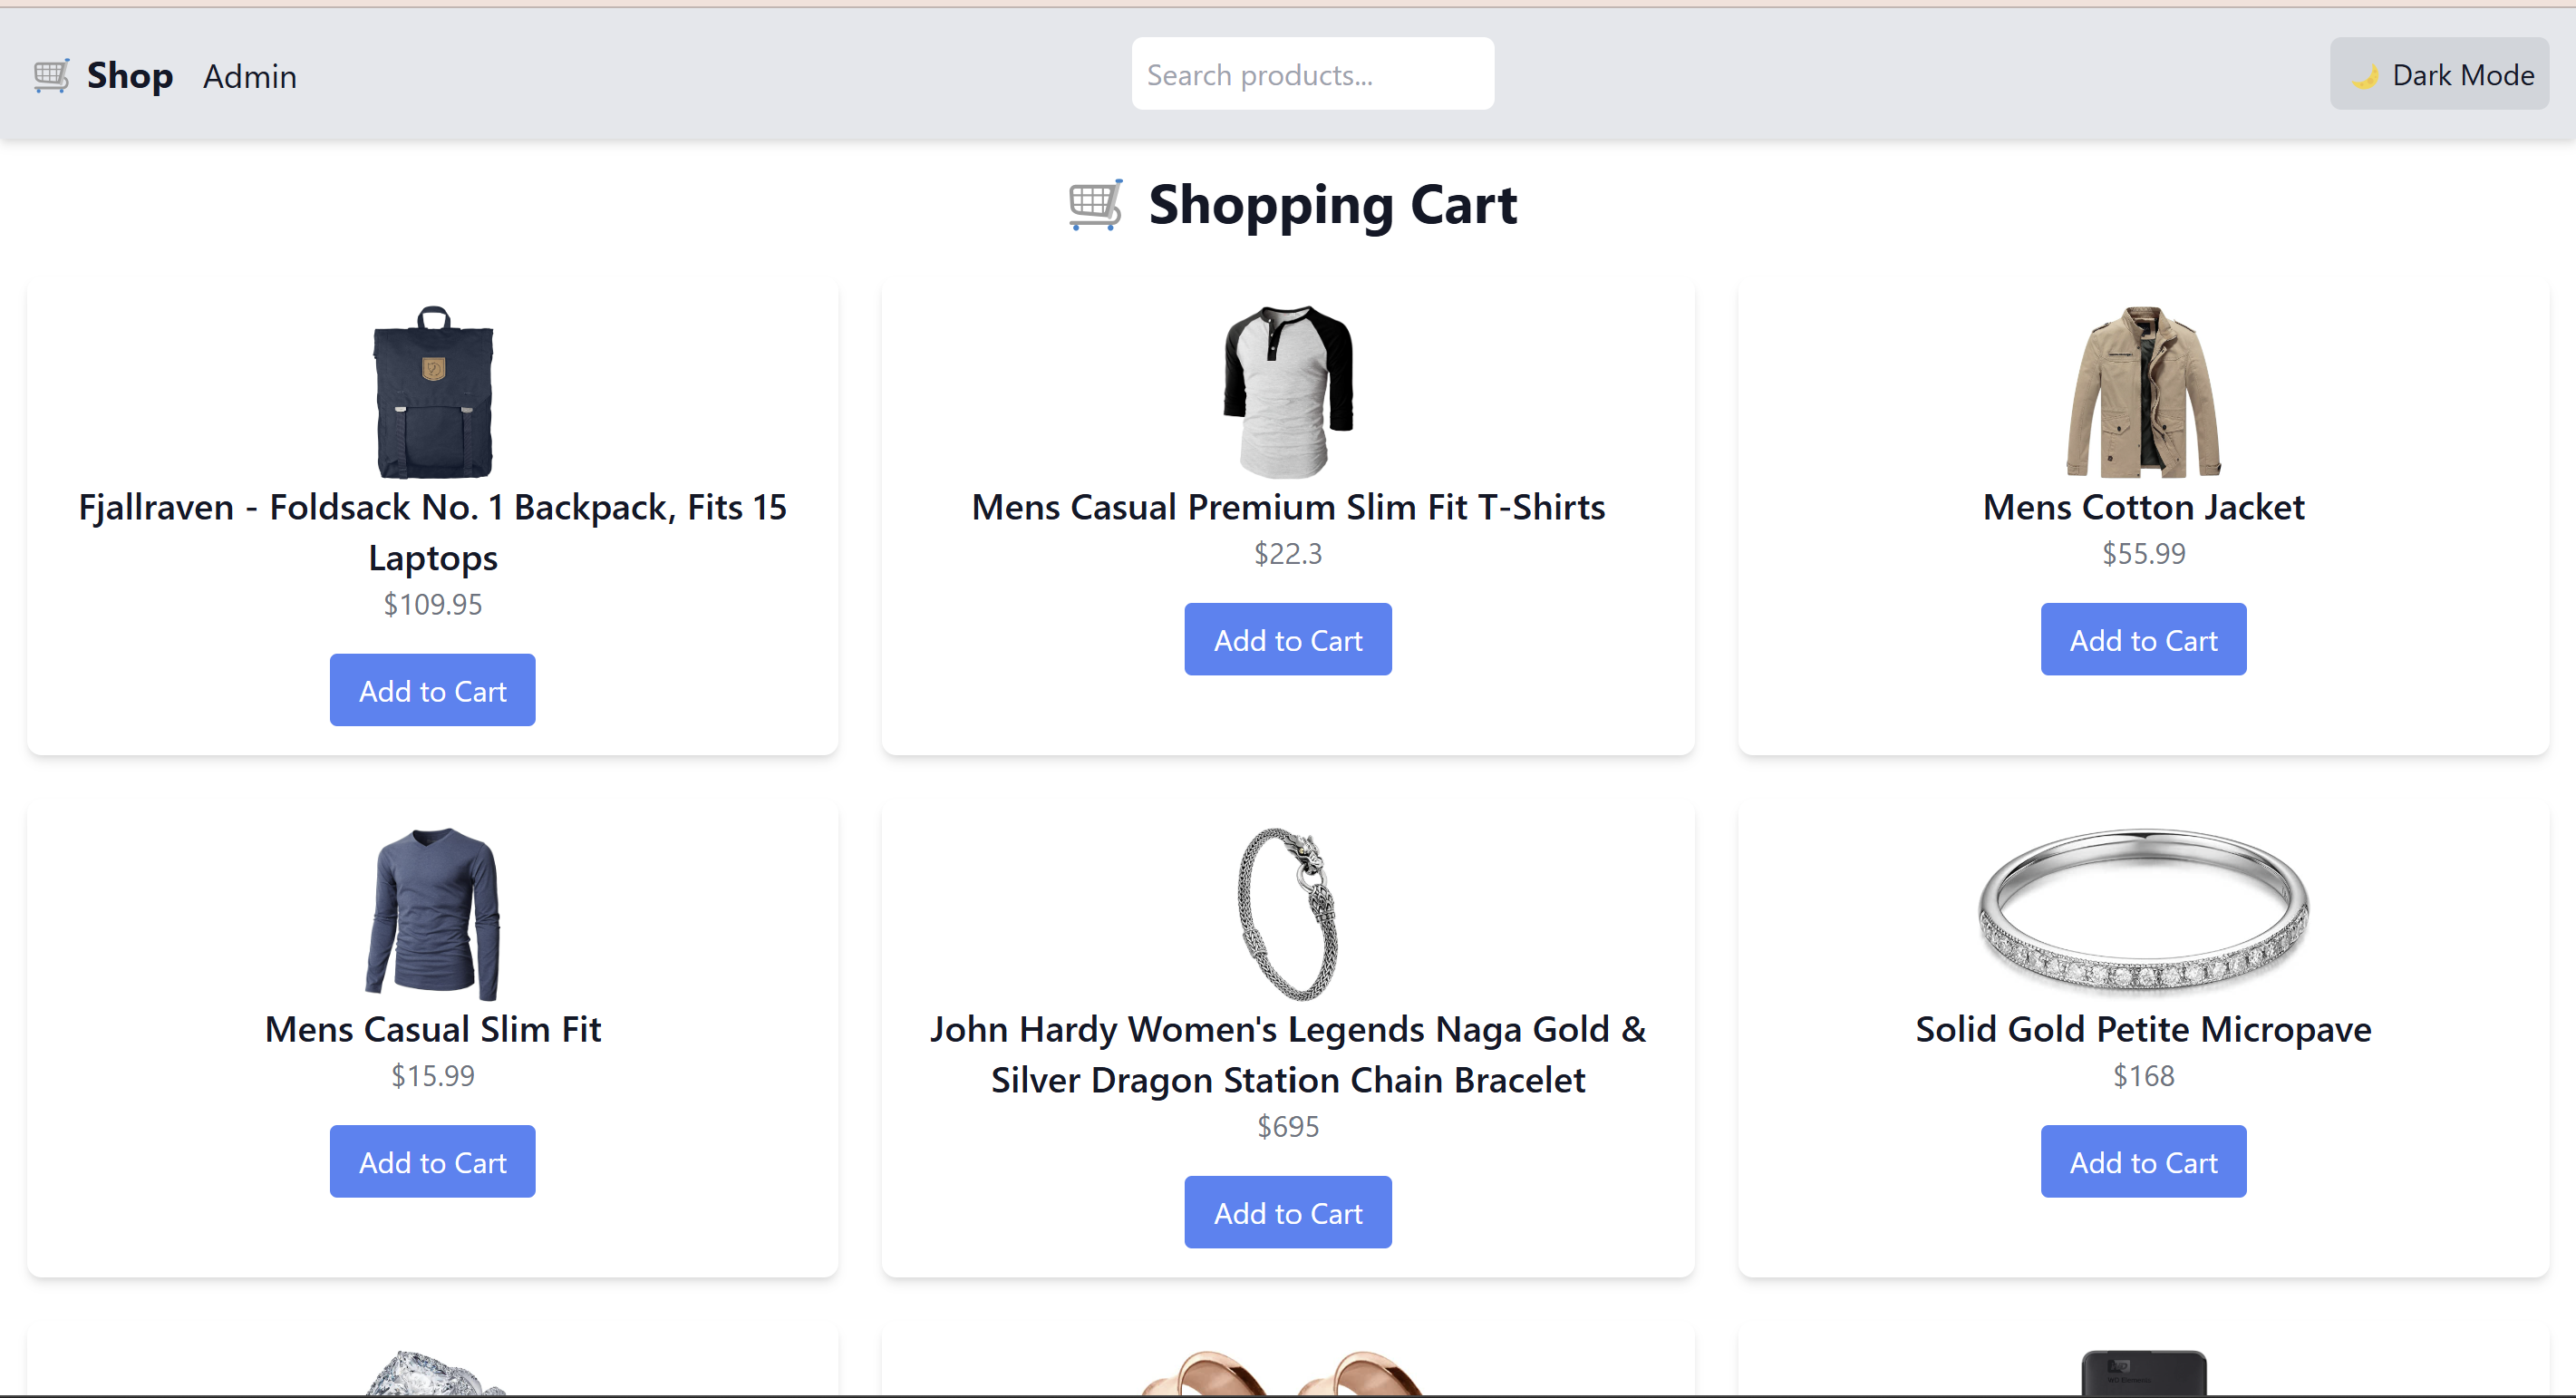 🛒 Shop Admin Search products... 🌙 Dark Mode
🛒 Shopping Cart
Fjallraven - Foldsack No. 1 Backpack, Fits 15
Laptops
$109.95
Add to Cart
Mens Casual Premium Slim Fit T-Shirts
$22.3
Add to Cart
Mens Cotton Jacket
$55.99
Add to Cart
Mens Casual Slim Fit
$15.99
Add to Cart
John Hardy Women's Legends Naga Gold &
Silver Dragon Station Chain Bracelet
$695
Add to Cart
Solid Gold Petite Micropave
$168
Add to Cart
WD Elements